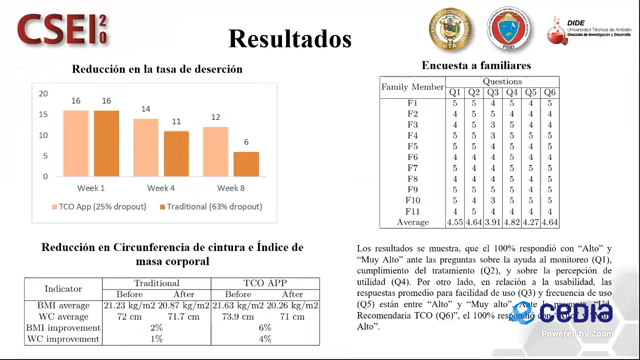 CSEI 20
Resultados
UTA
FISEI
DIDE
Universidad Técnica de Ambato
Dirección de Investigación y Desarrollo
Reducción en la tasa de deserción
20
15
10
5
0
16 16
14 11
12 6
Week 1 Week 4 Week 8
TCO App (25% dropout) Traditional (63% dropout)
Reducción en Circunferencia de cintura e Índice de
masa corporal
Indicator Traditional TCO APP
Before After Before After
BMI average 21.23 kg/m2 20.87 kg/m2 21.63 kg/m2 20.26 kg/m2
WC average 72 cm 71.7 cm 73.9 cm 71 cm
BMI improvement 2% 6%
WC improvement 1% 4%
Encuesta a familiares
Family Member Questions
Q1 Q2 Q3 Q4 Q5 Q6
F1 5 5 4 5 4 5
F2 4 5 5 5 4 4
F3 4 5 3 5 4 4
F4 5 5 3 5 5 5
F5 5 5 4 5 4 5
F6 4 4 4 5 4 4
F7 5 4 4 5 5 5
F8 4 4 4 5 4 5
F9 5 5 5 5 4 5
F10 5 4 3 5 5 5
F11 4 5 4 4 4 4
Average 4.55 4.64 3.91 4.82 4.27 4.64
Los resultados se muestra, que el 100% respondió con “Alto” y
“Muy Alto” ante las preguntas sobre la ayuda al monitoreo (Q1),
cumplimiento del tratamiento (Q2), y sobre la percepción de
utilidad (Q4). Por otro lado, en relación a la usabilidad, las
respuestas promedio para facilidad de uso (Q3) y frecuencia de uso
(Q5) están entre “Alto” y “Muy alto”
Recomendaría TCO (Q6)”, el 100% respondió
Alto”.
cedia
Powered by Zoom